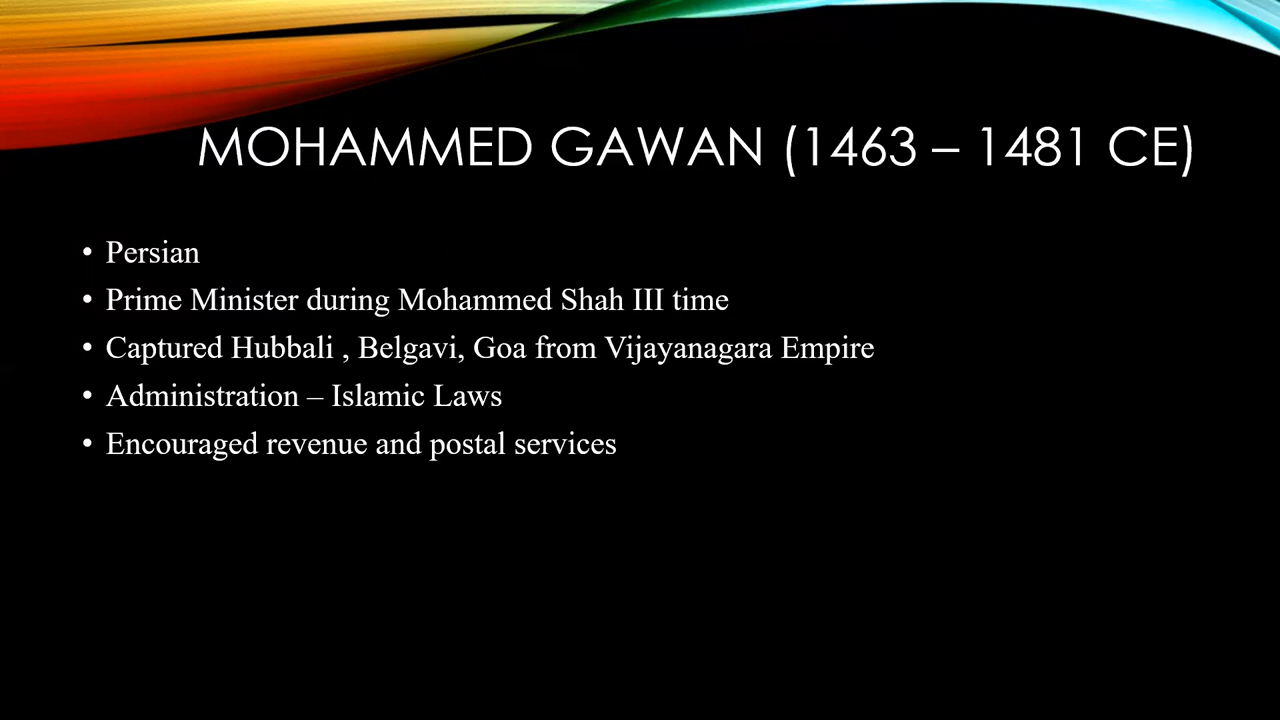 MOHAMMED GAWAN (1463 – 1481 CE)
• Persian
• Prime Minister during Mohammed Shah III time
• Captured Hubbali , Belgavi, Goa from Vijayanagara Empire
• Administration – Islamic Laws
• Encouraged revenue and postal services